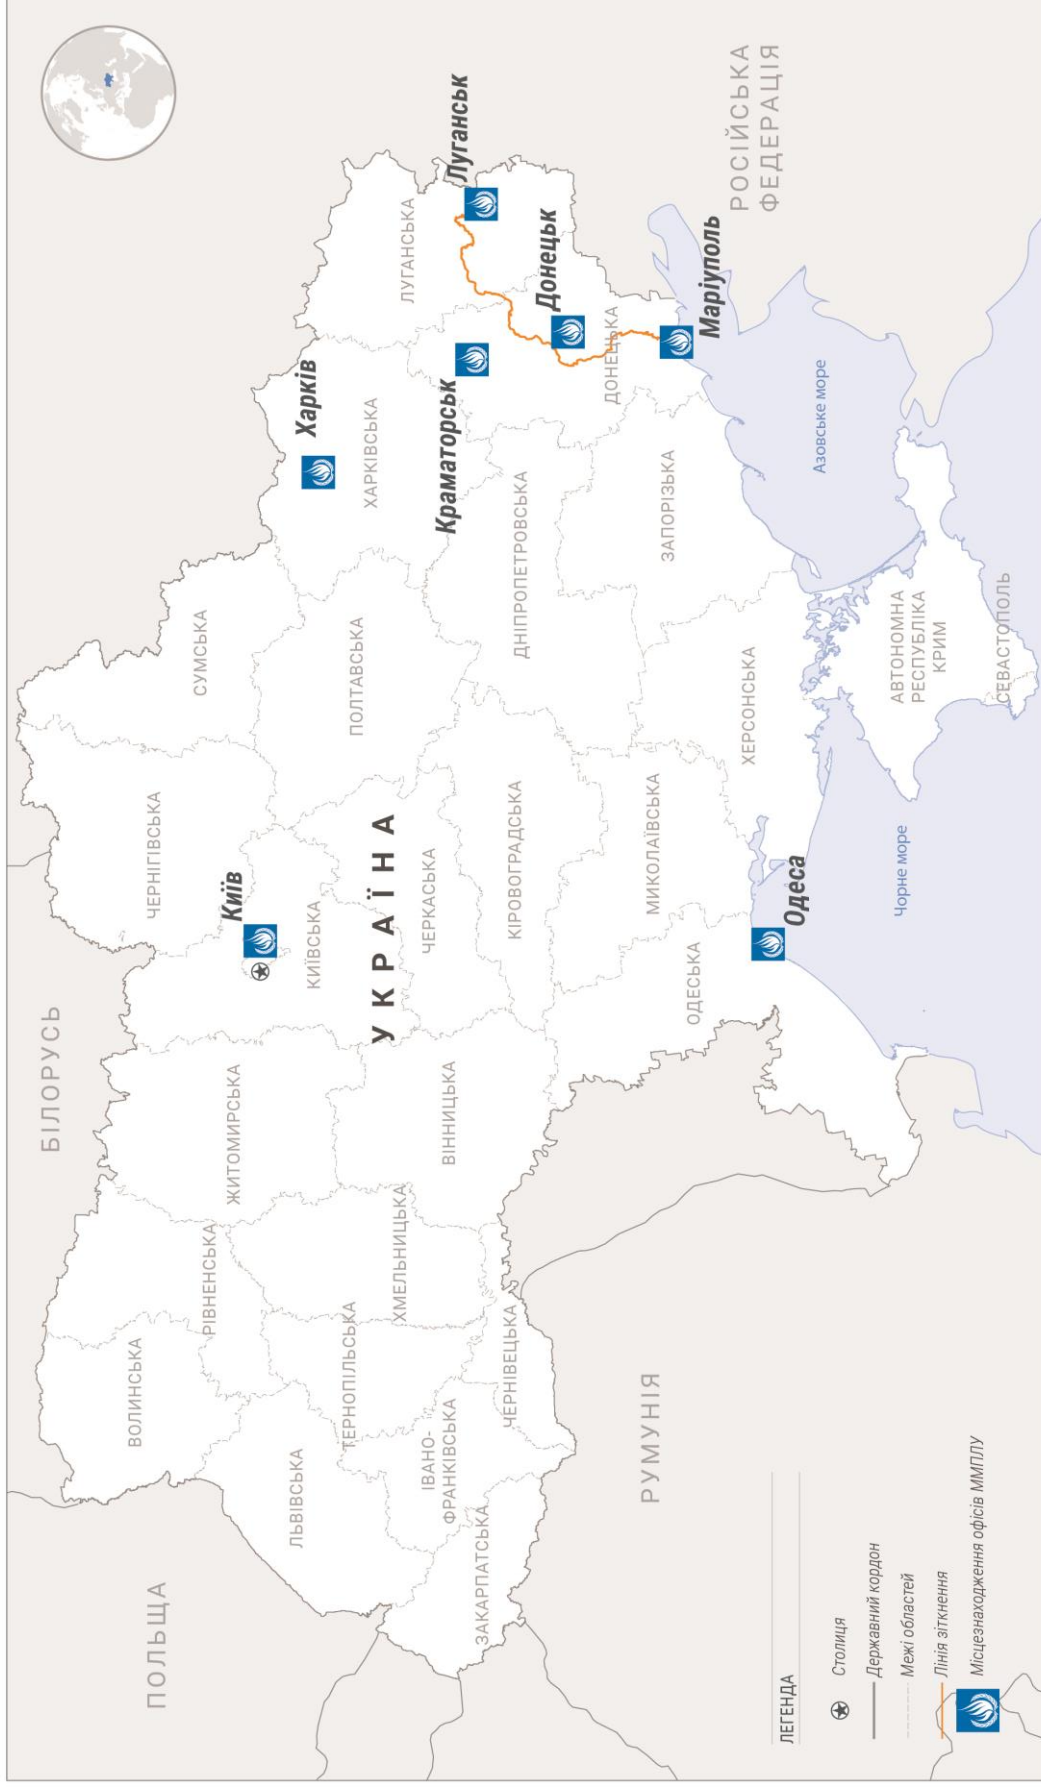 БІЛОРУСЬ
ПОЛЬЩА
РОСІЙСЬКА
ФЕДЕРАЦІЯ
РУМУНІЯ
УКРАЇНА
ВОЛИНСЬКА
РІВНЕНСЬКА
ЖИТОМИРСЬКА
Київ
КИЇВСЬКА
ЧЕРНІГІВСЬКА
СУМСЬКА
ЛЬВІВСЬКА
ТЕРНОПІЛЬСЬКА
ХМЕЛЬНИЦЬКА
ВІННИЦЬКА
ЧЕРКАСЬКА
ПОЛТАВСЬКА
Харків
ХАРКІВСЬКА
ЛУГАНСЬКА
Луганськ
ЗАКАРПАТСЬКА
ІВАНО-
ФРАНКІВСЬКА
ЧЕРНІВЕЦЬКА
КІРОВОГРАДСЬКА
ДНІПРОПЕТРОВСЬКА
Краматорськ
Донецьк
ДОНЕЦЬКА
ОДЕСЬКА
МИКОЛАЇВСЬКА
ЗАПОРІЗЬКА
Маріуполь
ХЕРСОНСЬКА
Одеса
Азовське море
Чорне море
АВТОНОМНА
РЕСПУБЛІКА
КРИМ
СЕВАСТОПОЛЬ
ЛЕГЕНДА
Столиця
Державний кордон
Межі областей
Лінія зіткнення
Місцезнаходження офісів ММПЛУ